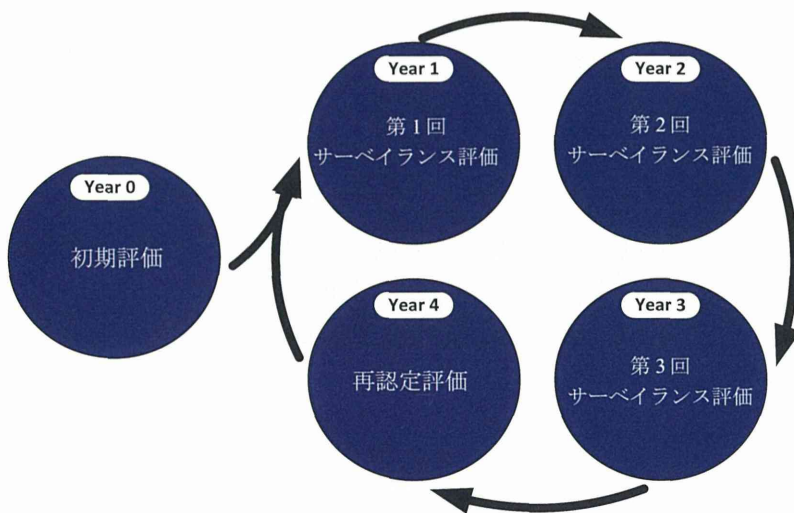 Year 0
初期評価
Year 1
第1回
サーベイランス評価
Year 2
第2回
サーベイランス評価
Year 3
第3回
サーベイランス評価
Year 4
再認定評価